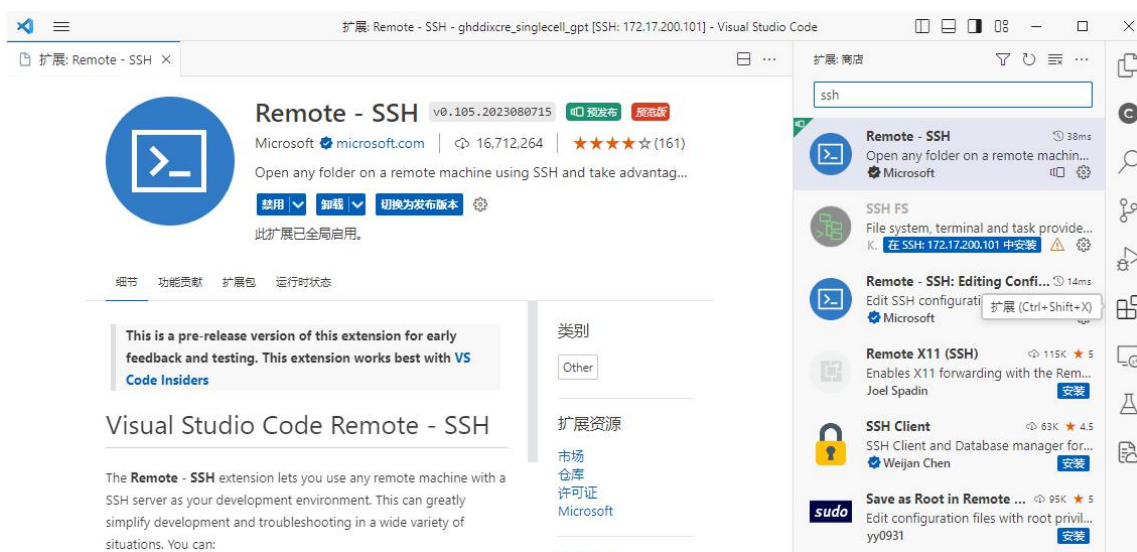 扩展: Remote - SSH - ghddixcre_singlecell_gpt [SSH: 172.17.200.101] - Visual Studio Code
扩展: Remote - SSH
Remote - SSH v0.105.2023080715 预发布 预览版
Microsoft microsoft.com 16,712,264 (161)
Open any folder on a remote machine using SSH and take advantag...
禁用 卸载 切换为发布版本
此扩展已全局启用。
细节 功能贡献 扩展包 运行时状态
This is a pre-release version of this extension for early
feedback and testing. This extension works best with VS
Code Insiders
Visual Studio Code Remote - SSH
The Remote - SSH extension lets you use any remote machine with a
SSH server as your development environment. This can greatly
simplify development and troubleshooting in a wide variety of
situations. You can:
类别
Other
扩展资源
市场
仓库
许可证
Microsoft
扩展: 商店
ssh
Remote - SSH 38ms
Open any folder on a remote machin...
Microsoft
SSH FS
File system, terminal and task provide...
K. 在 SSH: 172.17.200.101 中安装
Remote - SSH: Editing Confi... 14ms
Edit SSH configurati
扩展 (Ctrl+Shift+X)
Microsoft
Remote X11 (SSH) 115K 5
Enables X11 forwarding with the Rem...
Joel Spadin 安装
SSH Client 63K 4.5
SSH Client and Database manager for...
Weijan Chen 安装
sudo
Save as Root in Remote ... 95K 5
Edit configuration files with root privil...
yy0931 安装